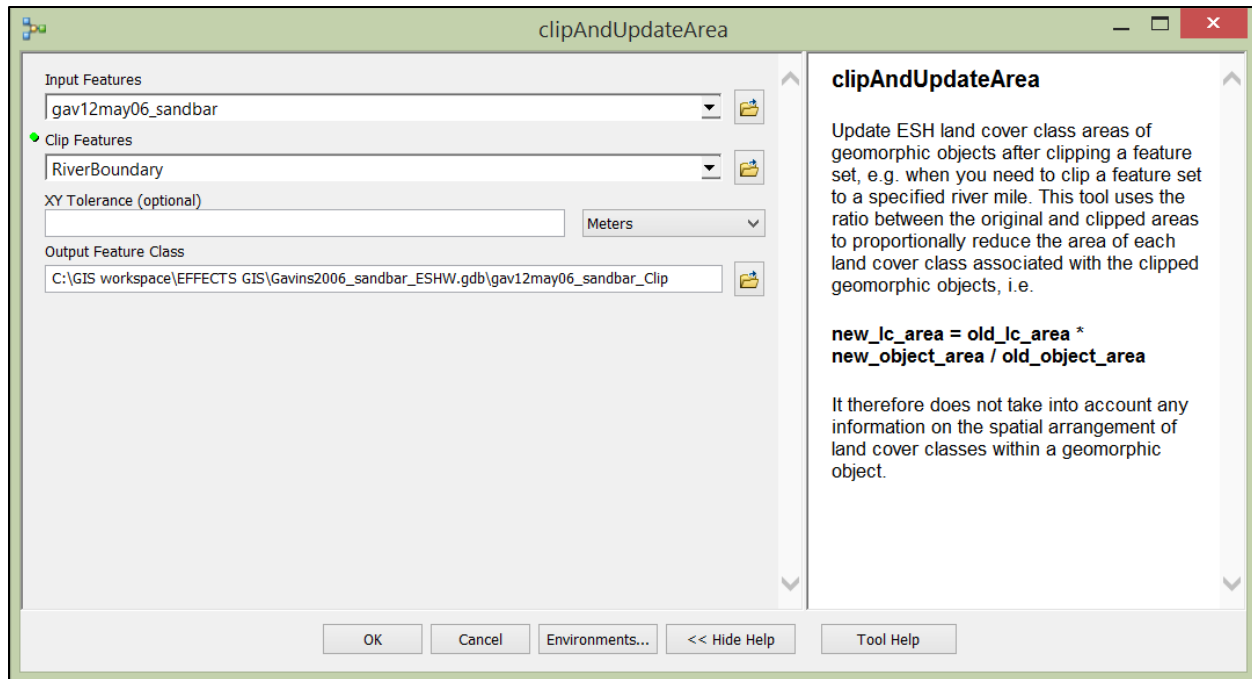 clipAndUpdateArea
Input Features
gav12may06_sandbar
Clip Features
RiverBoundary
XY Tolerance (optional)
Meters
Output Feature Class
C:\GIS workspace\EFFECTS GIS\Gavins2006_sandbar_ESHW.gdb\gav12may06_sandbar_Clip
clipAndUpdateArea
Update ESH land cover class areas of
geomorphic objects after clipping a feature
set, e.g. when you need to clip a feature set
to a specified river mile. This tool uses the
ratio between the original and clipped areas
to proportionally reduce the area of each
land cover class associated with the clipped
geomorphic objects, i.e.
new_lc_area = old_lc_area *
new_object_area / old_object_area
It therefore does not take into account any
information on the spatial arrangement of
land cover classes within a geomorphic
object.
OK Cancel Environments... << Hide Help Tool Help